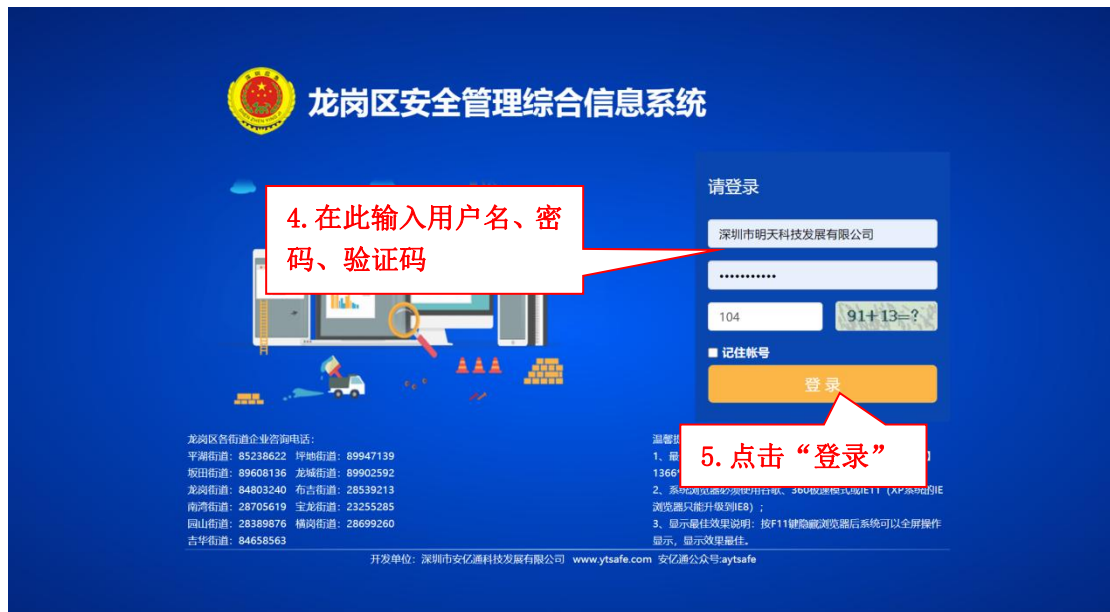 龙岗区安全管理综合信息系统
请登录
4.在此输入用户名、密
码、验证码
深圳市明天科技发展有限公司
104
91+13=?
记住帐号
登 录
5.点击“登录”
龙岗区各街道企业咨询电话：
平湖街道：85238622 坪地街道：89947139
坂田街道：89608136 龙城街道：89902592
龙岗街道：84803240 布吉街道：28539213
南湾街道：28705619 宝龙街道：23255285
园山街道：28389876 横岗街道：28699260
吉华街道：84658563
温馨
1、最
1366*
2、系统浏览器必须使用谷歌、360极速模式或IE11（XP系统的IE
浏览器只能升级到IE8）；
3、显示最佳效果说明：按F11键隐藏浏览器后系统可以全屏操作
显示，显示效果最佳。
开发单位：深圳市安亿通科技发展有限公司 www.ytsafe.com 安亿通公众号:aytsafe